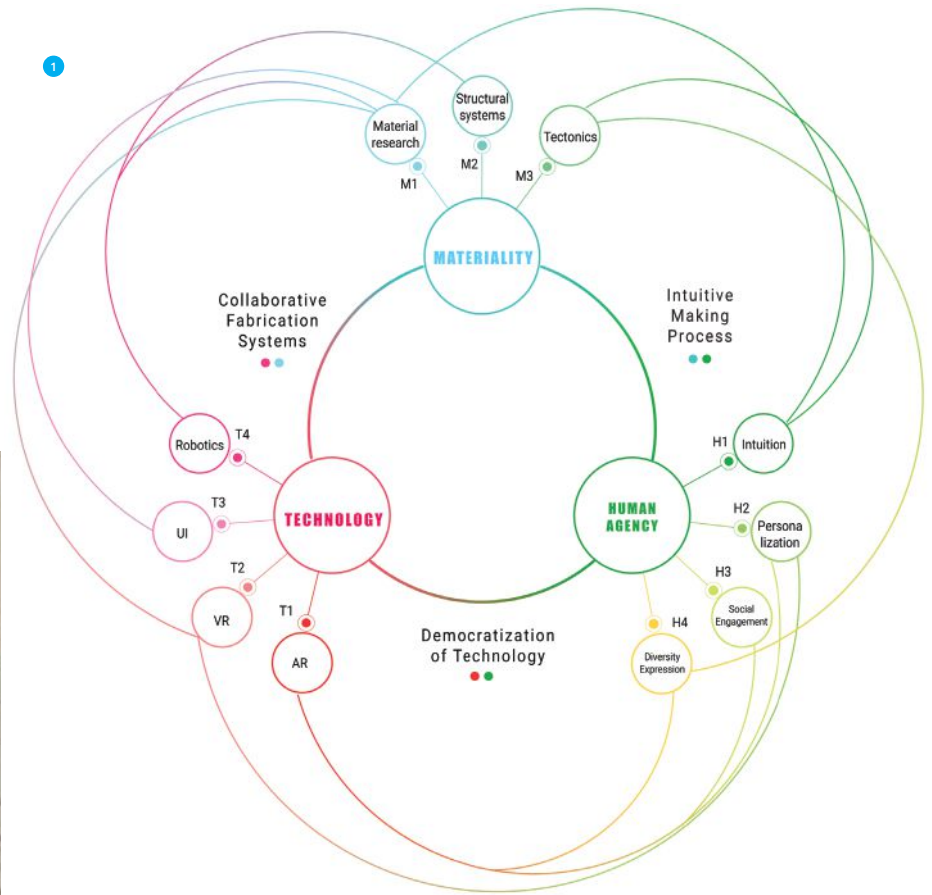 1
Structural
systems
Material
research
Tectonics
M1
M2
M3
MATERIALITY
Collaborative
Fabrication
Systems
Intuitive
Making
Process
Robotics
T4
H1
Intuition
UI
T3
TECHNOLOGY
HUMAN
AGENCY
H2
Persona
lization
T2
VR
H3
Social
Engagement
T1
AR
H4
Diversity
Expression
Democratization
of Technology